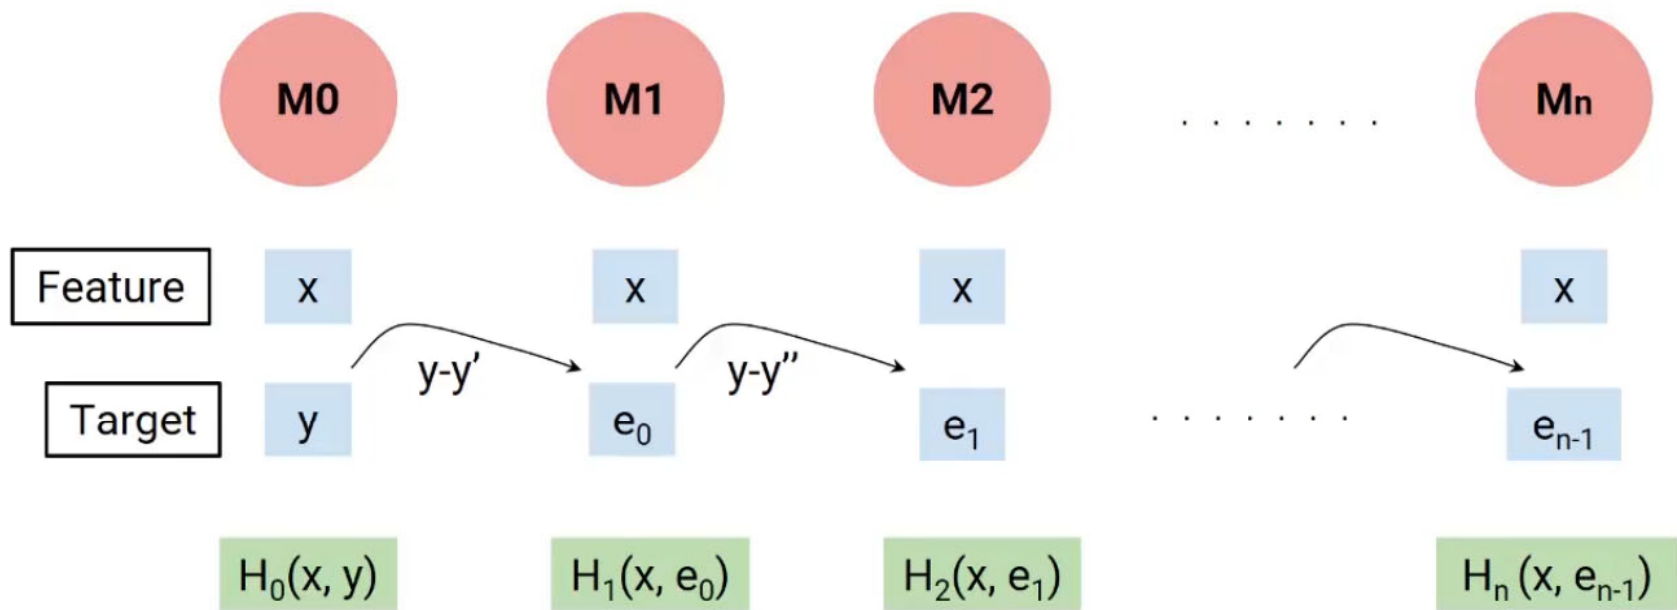 M0 M1 M2 . . . . . . . Mn
Feature x x x x
y-y’ y-y’’
Target y e₀ e₁ . . . . . . . eₙ₋₁
H₀(x, y) H₁(x, e₀) H₂(x, e₁) Hₙ (x, eₙ₋₁)